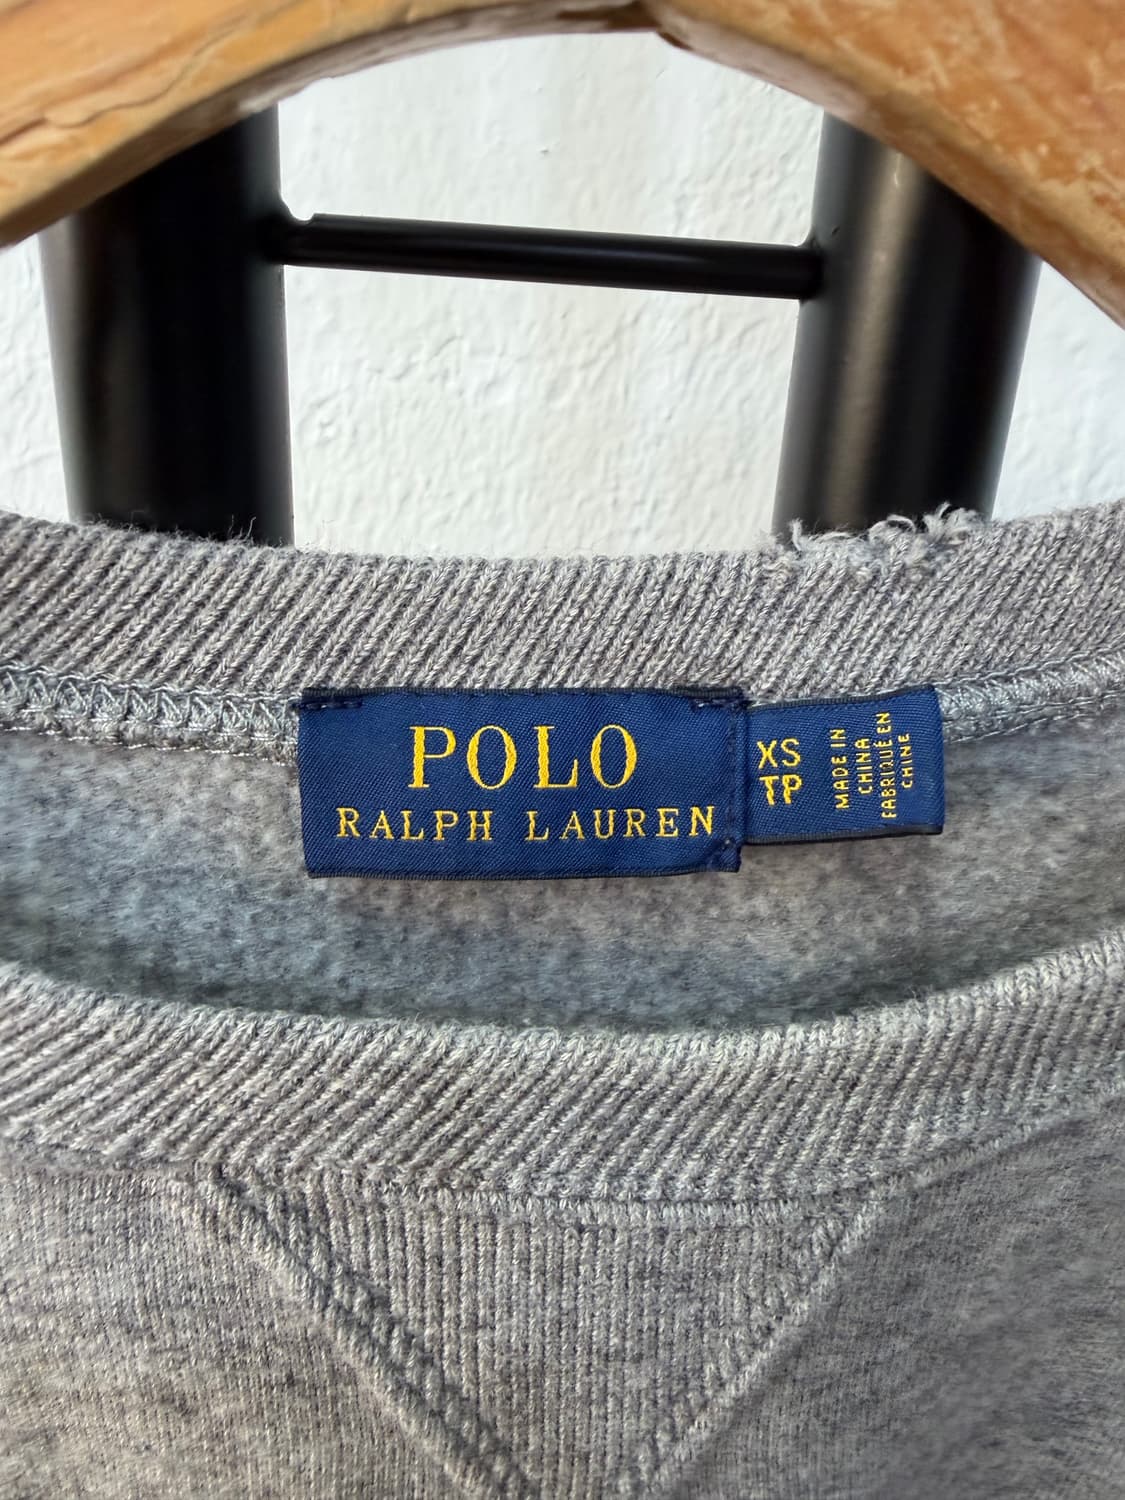 POLO
RALPH LAUREN
XS
TP
MADE IN
CHINA
FABRIQUÉ EN
CHINE